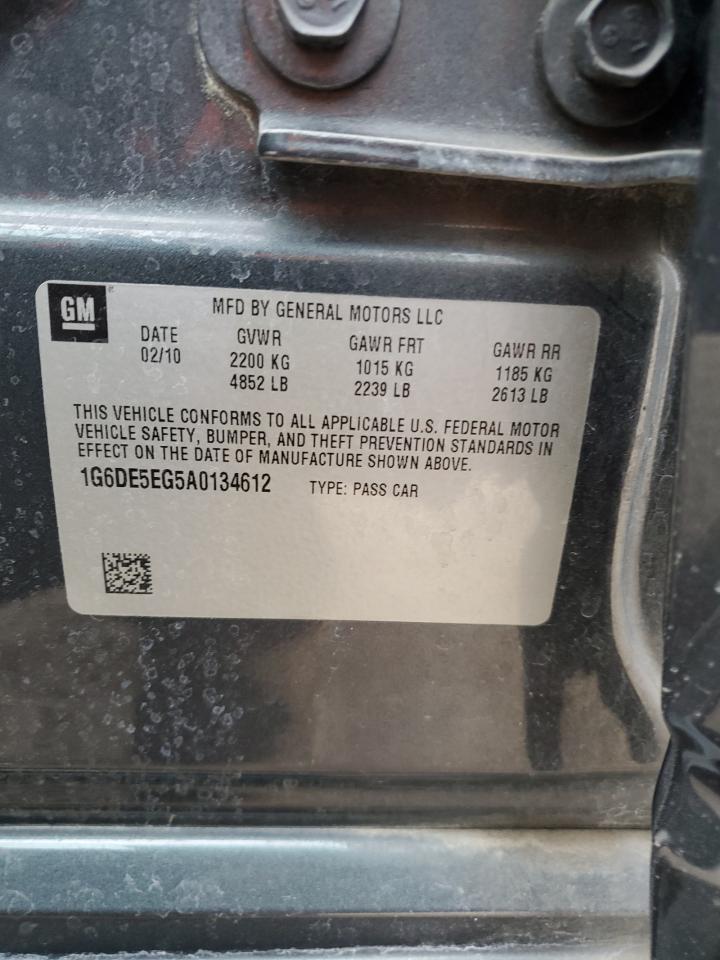 GM
MFD BY GENERAL MOTORS LLC
DATE GVWR GAWR FRT GAWR RR
02/10 2200 KG 1015 KG 1185 KG
4852 LB 2239 LB 2613 LB
THIS VEHICLE CONFORMS TO ALL APPLICABLE U.S. FEDERAL MOTOR
VEHICLE SAFETY, BUMPER, AND THEFT PREVENTION STANDARDS IN
EFFECT ON THE DATE OF MANUFACTURE SHOWN ABOVE.
1G6DE5EG5A0134612 TYPE: PASS CAR